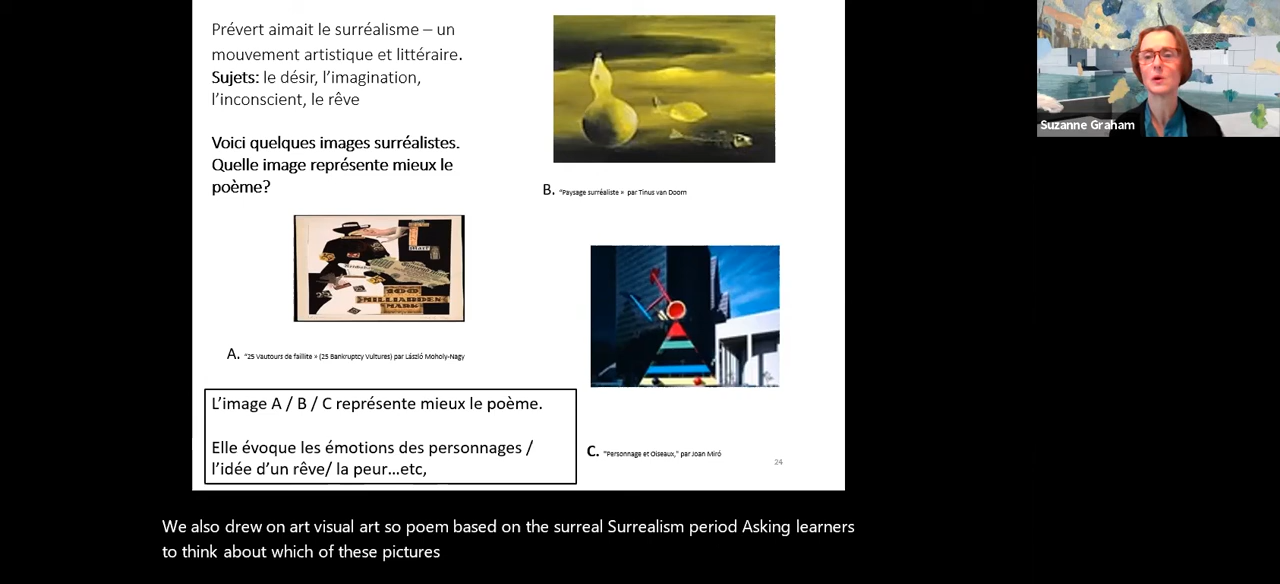 Prévert aimait le surréalisme – un
mouvement artistique et littéraire.
Sujets: le désir, l'imagination,
l'inconscient, le rêve
Voici quelques images surréalistes.
Quelle image représente mieux le
poème?
B. "Paysage surréaliste » par Tinus van Doorn
100
MILLIARDEN
MARK
A. "25 Vautours de faillite » (25 Bankruptcy Vultures) par László Moholy-Nagy
L'image A / B / C représente mieux le poème.
Elle évoque les émotions des personnages /
l'idée d'un rêve/ la peur...etc,
C. "Personnage et Oiseaux," par Joan Miró
24
Suzanne Graham
We also drew on art visual art so poem based on the surreal Surrealism period Asking learners
to think about which of these pictures